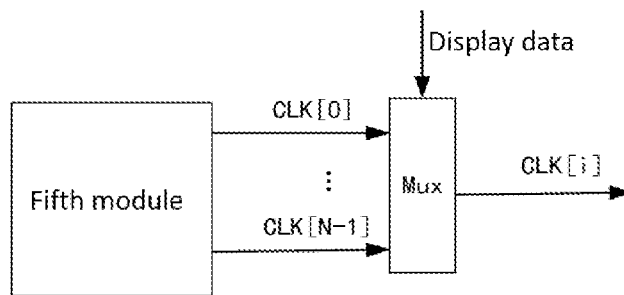 Display data
CLK[0]
⋮
Fifth module
Mux
CLK[i]
CLK[N-1]